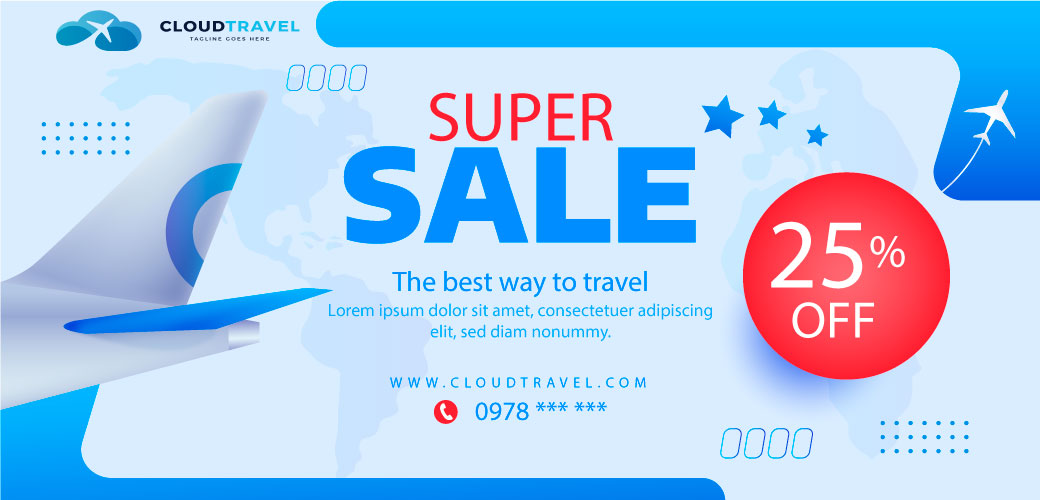 CLOUDTRAVEL
TAGLINE GOES HERE
SUPER
SALE
25%
OFF
The best way to travel
Lorem ipsum dolor sit amet, consectetuer adipiscing
elit, sed diam nonummy.
WWW.CLOUDTRAVEL.COM
0978 *** ***